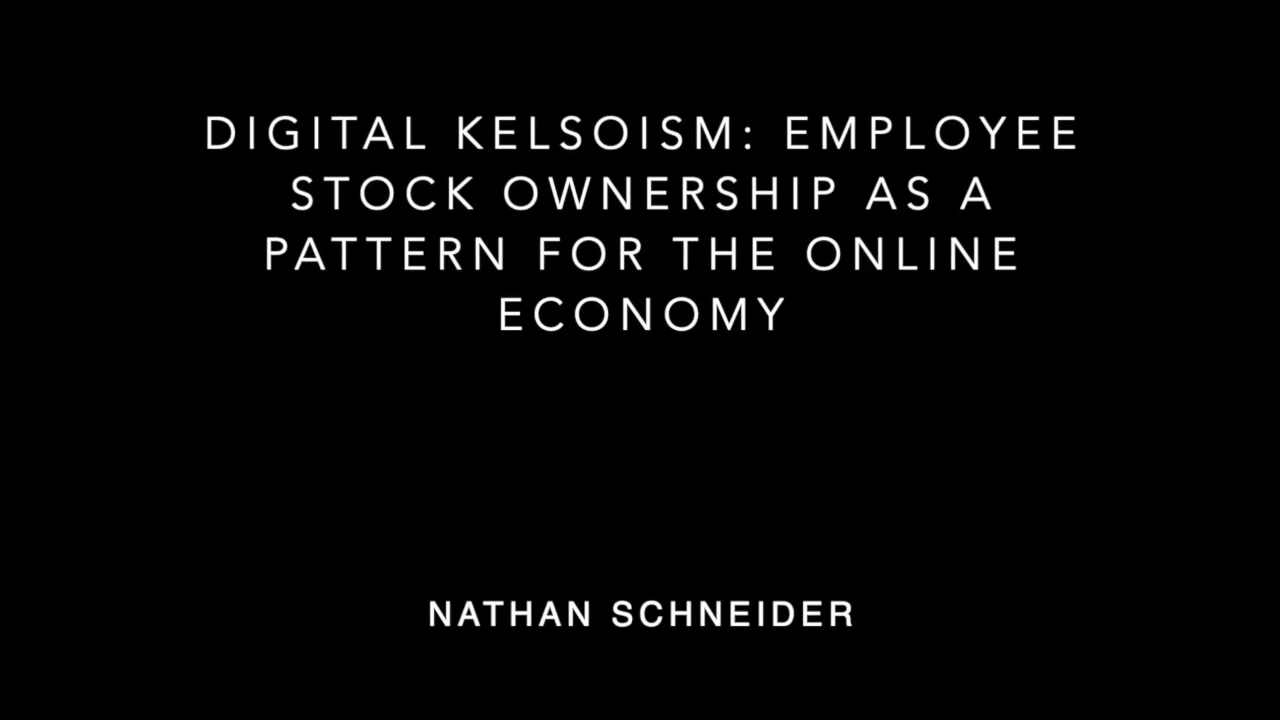 DIGITAL KELSOISM: EMPLOYEE
STOCK OWNERSHIP AS A
PATTERN FOR THE ONLINE
ECONOMY
NATHAN SCHNEIDER